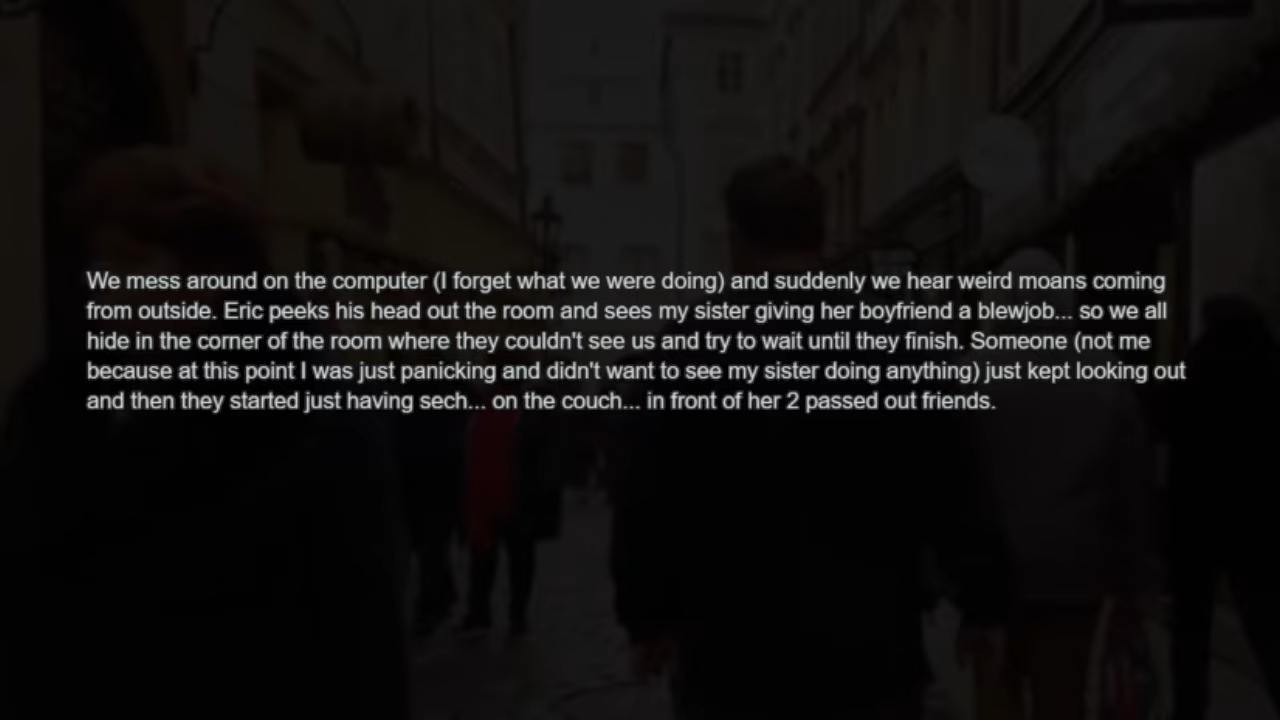 We mess around on the computer (I forget what we were doing) and suddenly we hear weird moans coming
from outside. Eric peeks his head out the room and sees my sister giving her boyfriend a blewjob... so we all
hide in the corner of the room where they couldn't see us and try to wait until they finish. Someone (not me
because at this point I was just panicking and didn't want to see my sister doing anything) just kept looking out
and then they started just having sech... on the couch... in front of her 2 passed out friends.